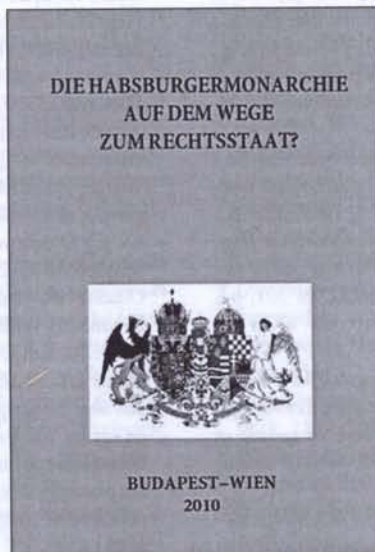 DIE HABSBURGERMONARCHIE
AUF DEM WEGE
ZUM RECHTSSTAAT?
BUDAPEST–WIEN
2010